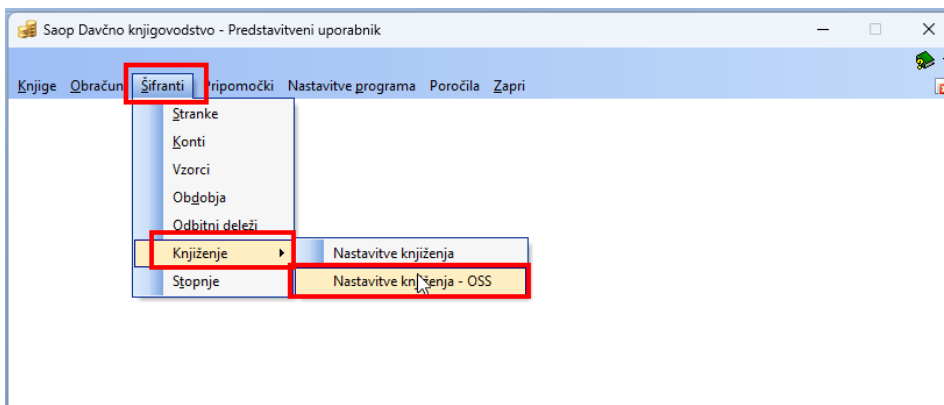 Saop Davčno knjigovodstvo - Predstavitveni uporabnik
Knjige Obračun Šifranti Pripomočki Nastavitve programa Poročila Zapri
Stranke
Konti
Vzorci
Obdobja
Odbitni deleži
Knjiženje
Nastavitve knjiženja
Stopnje
Nastavitve knjiženja - OSS